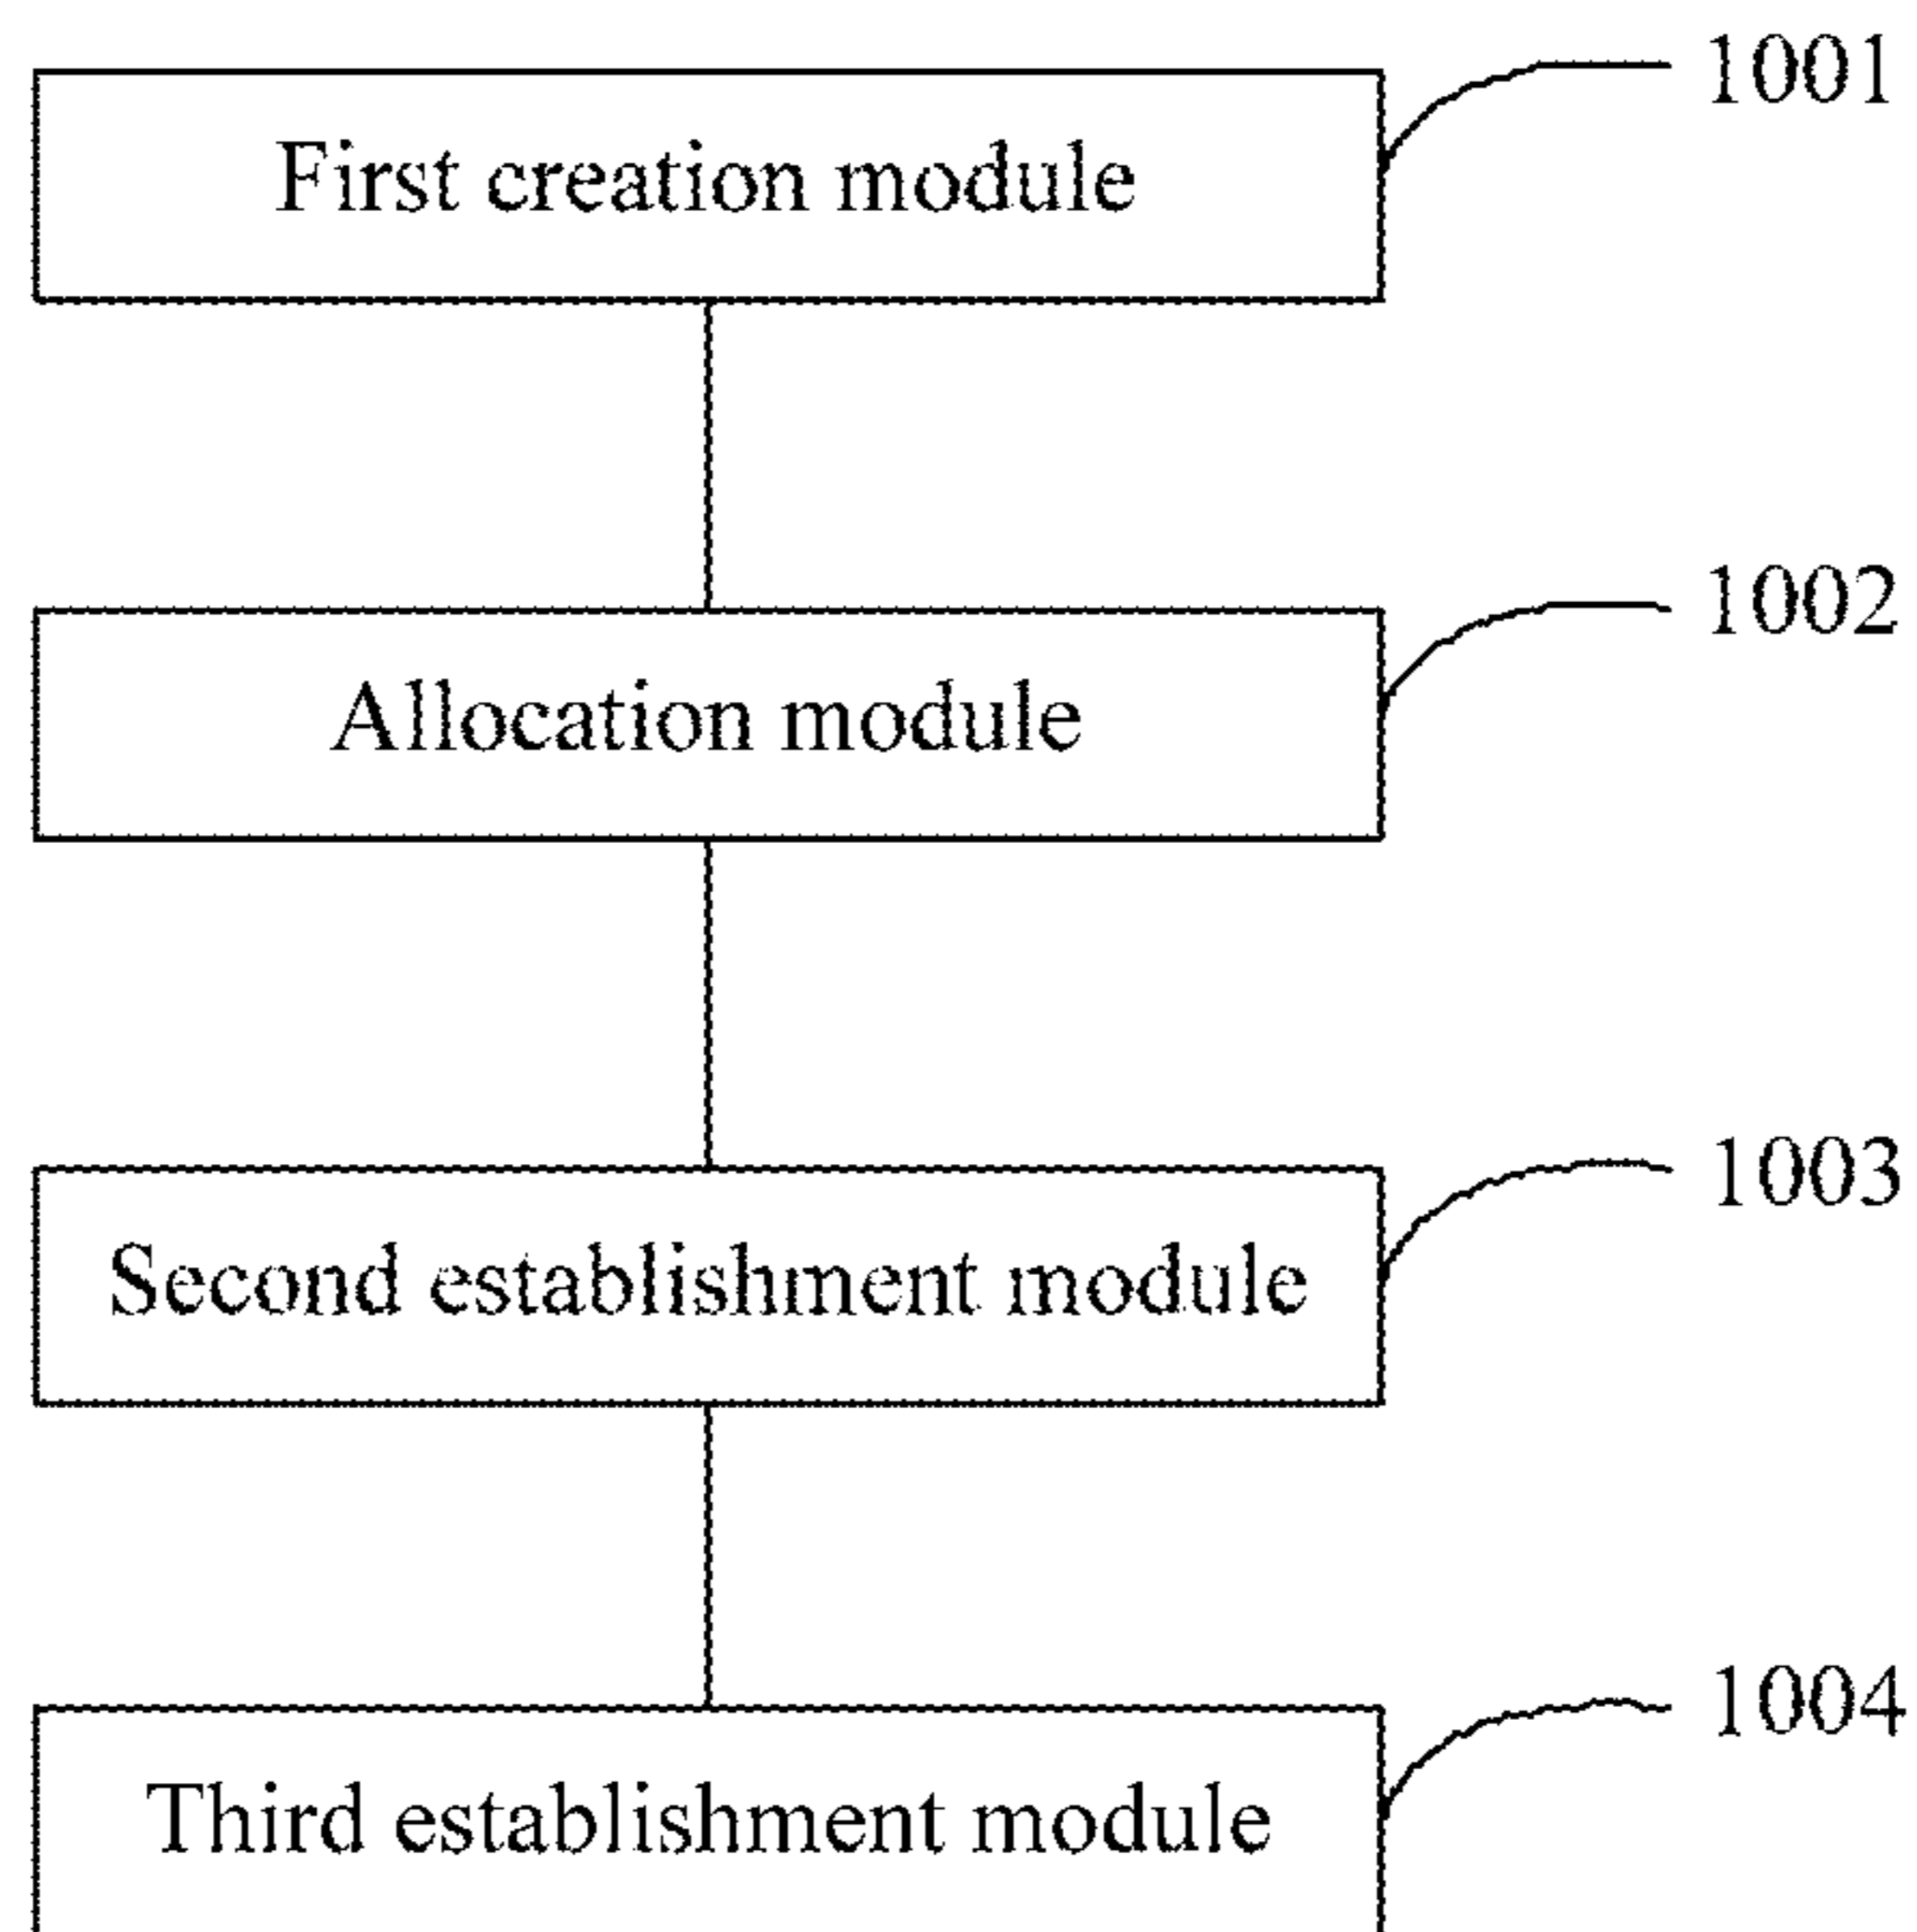 1001
First creation module
1002
Allocation module
1003
Second establishment module
1004
Third establishment module